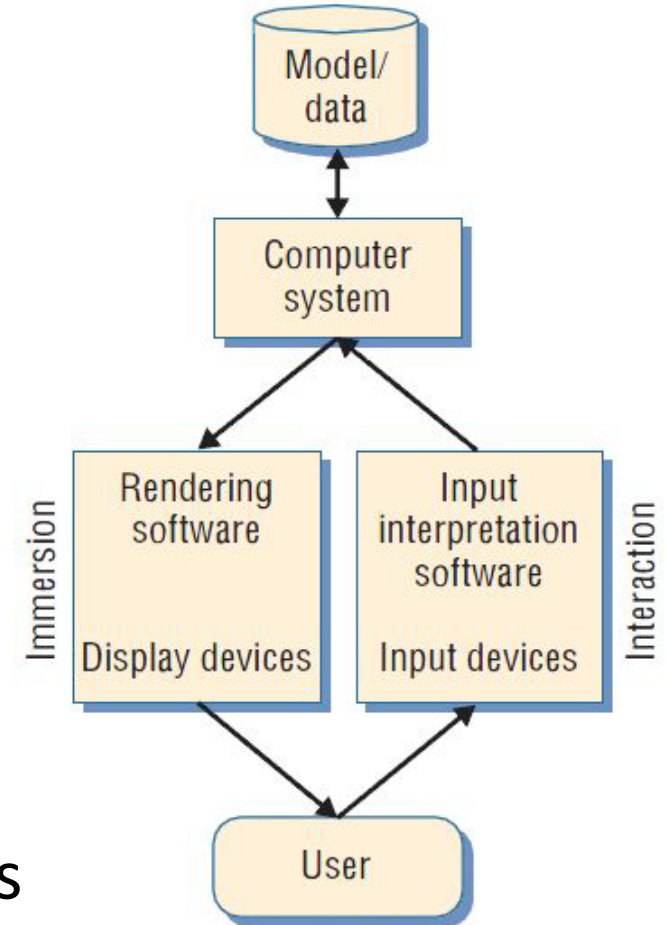 Model/
data
Computer
system
Immersion
Rendering
software
Display devices
Input
interpretation
software
Input devices
Interaction
User
s